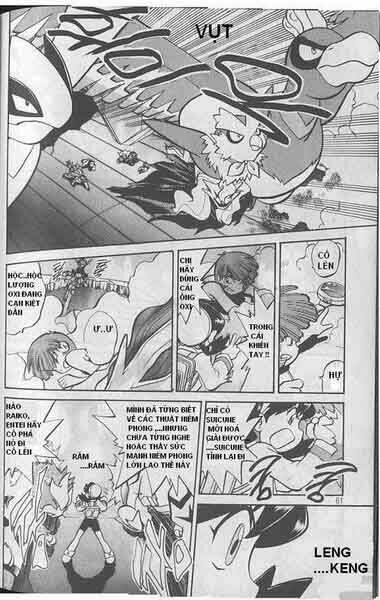 VỤT
CỐ LÊN
HỰ
CHỊ
HÃY
DÙNG
CÁI
ỐNG
OXI
TRONG
CÁI
KHIÊN
TAY !!
HỘC..HỘC
LƯỢNG
OXI ĐANG
CẠN KIỆT
DẦN
Ư..Ư
CHỈ CÓ
SUICUNE
MỚI HOÁ
GIẢI ĐƯỢC
....SUICUNE
TỈNH LẠI ĐI
MÌNH ĐÃ TỪNG BIẾT
VỀ CÁC THUẬT NIÊM
PHONG ,...NHƯNG
CHƯA TỪNG NGHE
HOẶC THẤY SỨC
MẠNH NIÊM PHONG
LỚN LAO THẾ NÀY
NÀO
RAIKO,
ENTEI HÃY
CỐ PHÁ
NÓ ĐI
CỐ LÊN
RẦM
....RẦM
61
LENG
....KENG